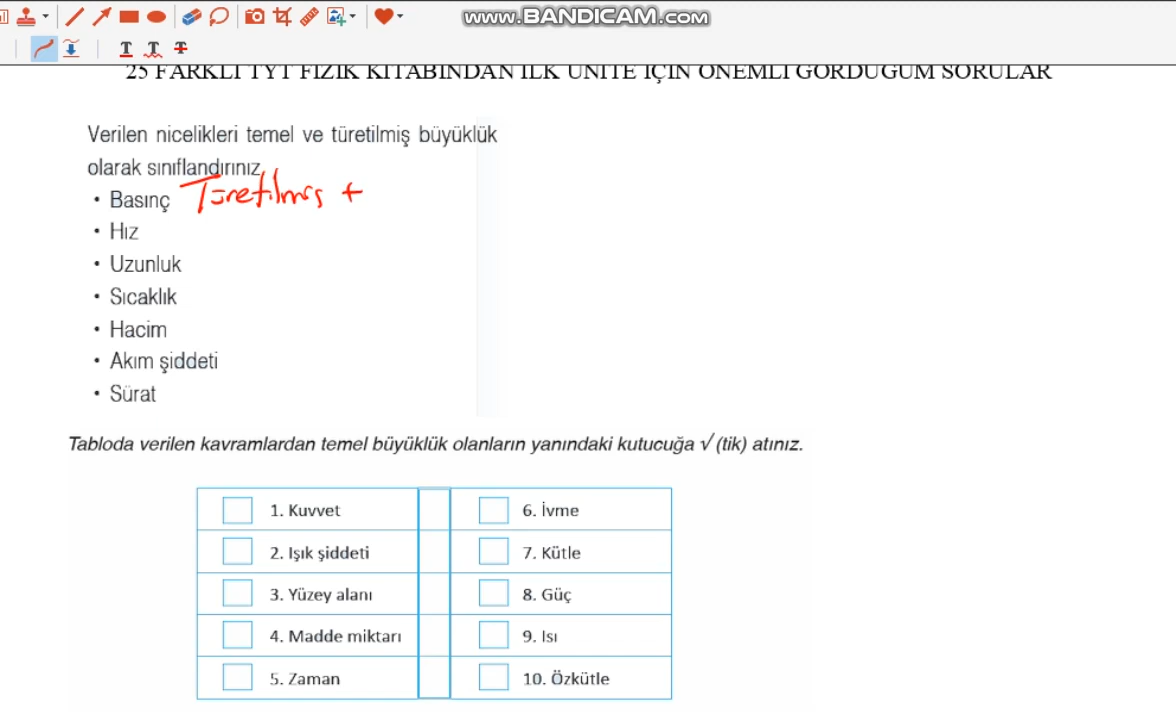 www.BANDICAM.com
25 FARKLI TYT FİZİK KİTABINDAN İLK ÜNİTE İÇİN ÖNEMLİ GÖRDÜĞÜM SORULAR
Verilen nicelikleri temel ve türetilmiş büyüklük
olarak sınıflandırınız.
• Basınç Türetilmiş +
• Hız
• Uzunluk
• Sıcaklık
• Hacim
• Akım şiddeti
• Sürat
Tabloda verilen kavramlardan temel büyüklük olanların yanındaki kutucuğa √ (tik) atınız.
1. Kuvvet
2. Işık şiddeti
3. Yüzey alanı
4. Madde miktarı
5. Zaman
6. İvme
7. Kütle
8. Güç
9. Isı
10. Özkütle